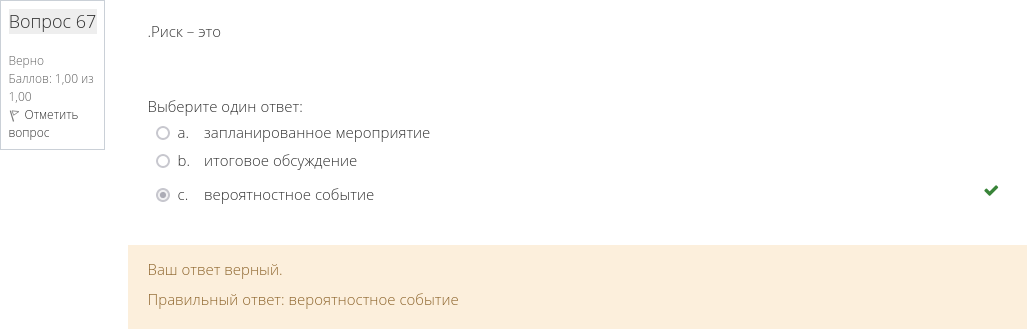 Вопрос 67
Верно
Баллов: 1,00 из
1,00
Отметить
вопрос
.Риск – это
Выберите один ответ:
a. запланированное мероприятие
b. итоговое обсуждение
c. вероятностное событие
Ваш ответ верный.
Правильный ответ: вероятностное событие